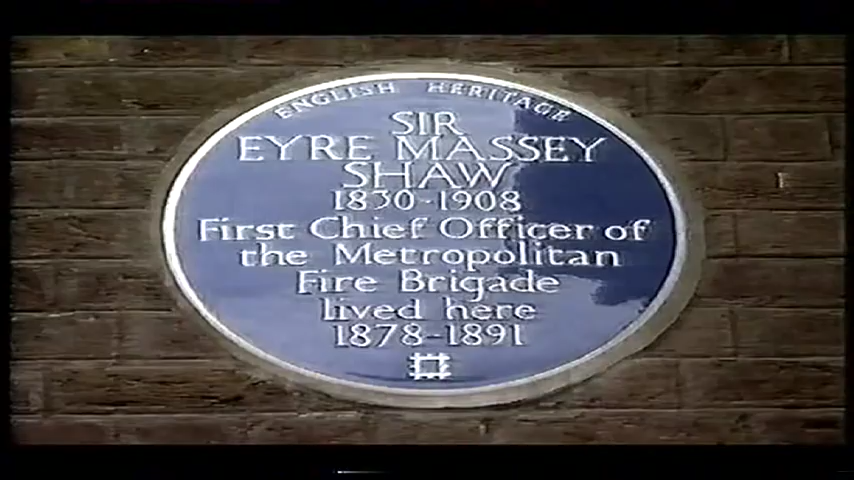 ENGLISH HERITAGE
SIR
EYRE MASSEY
SHAW
1830-1908
First Chief Officer of
the Metropolitan
Fire Brigade
lived here
1878-1891